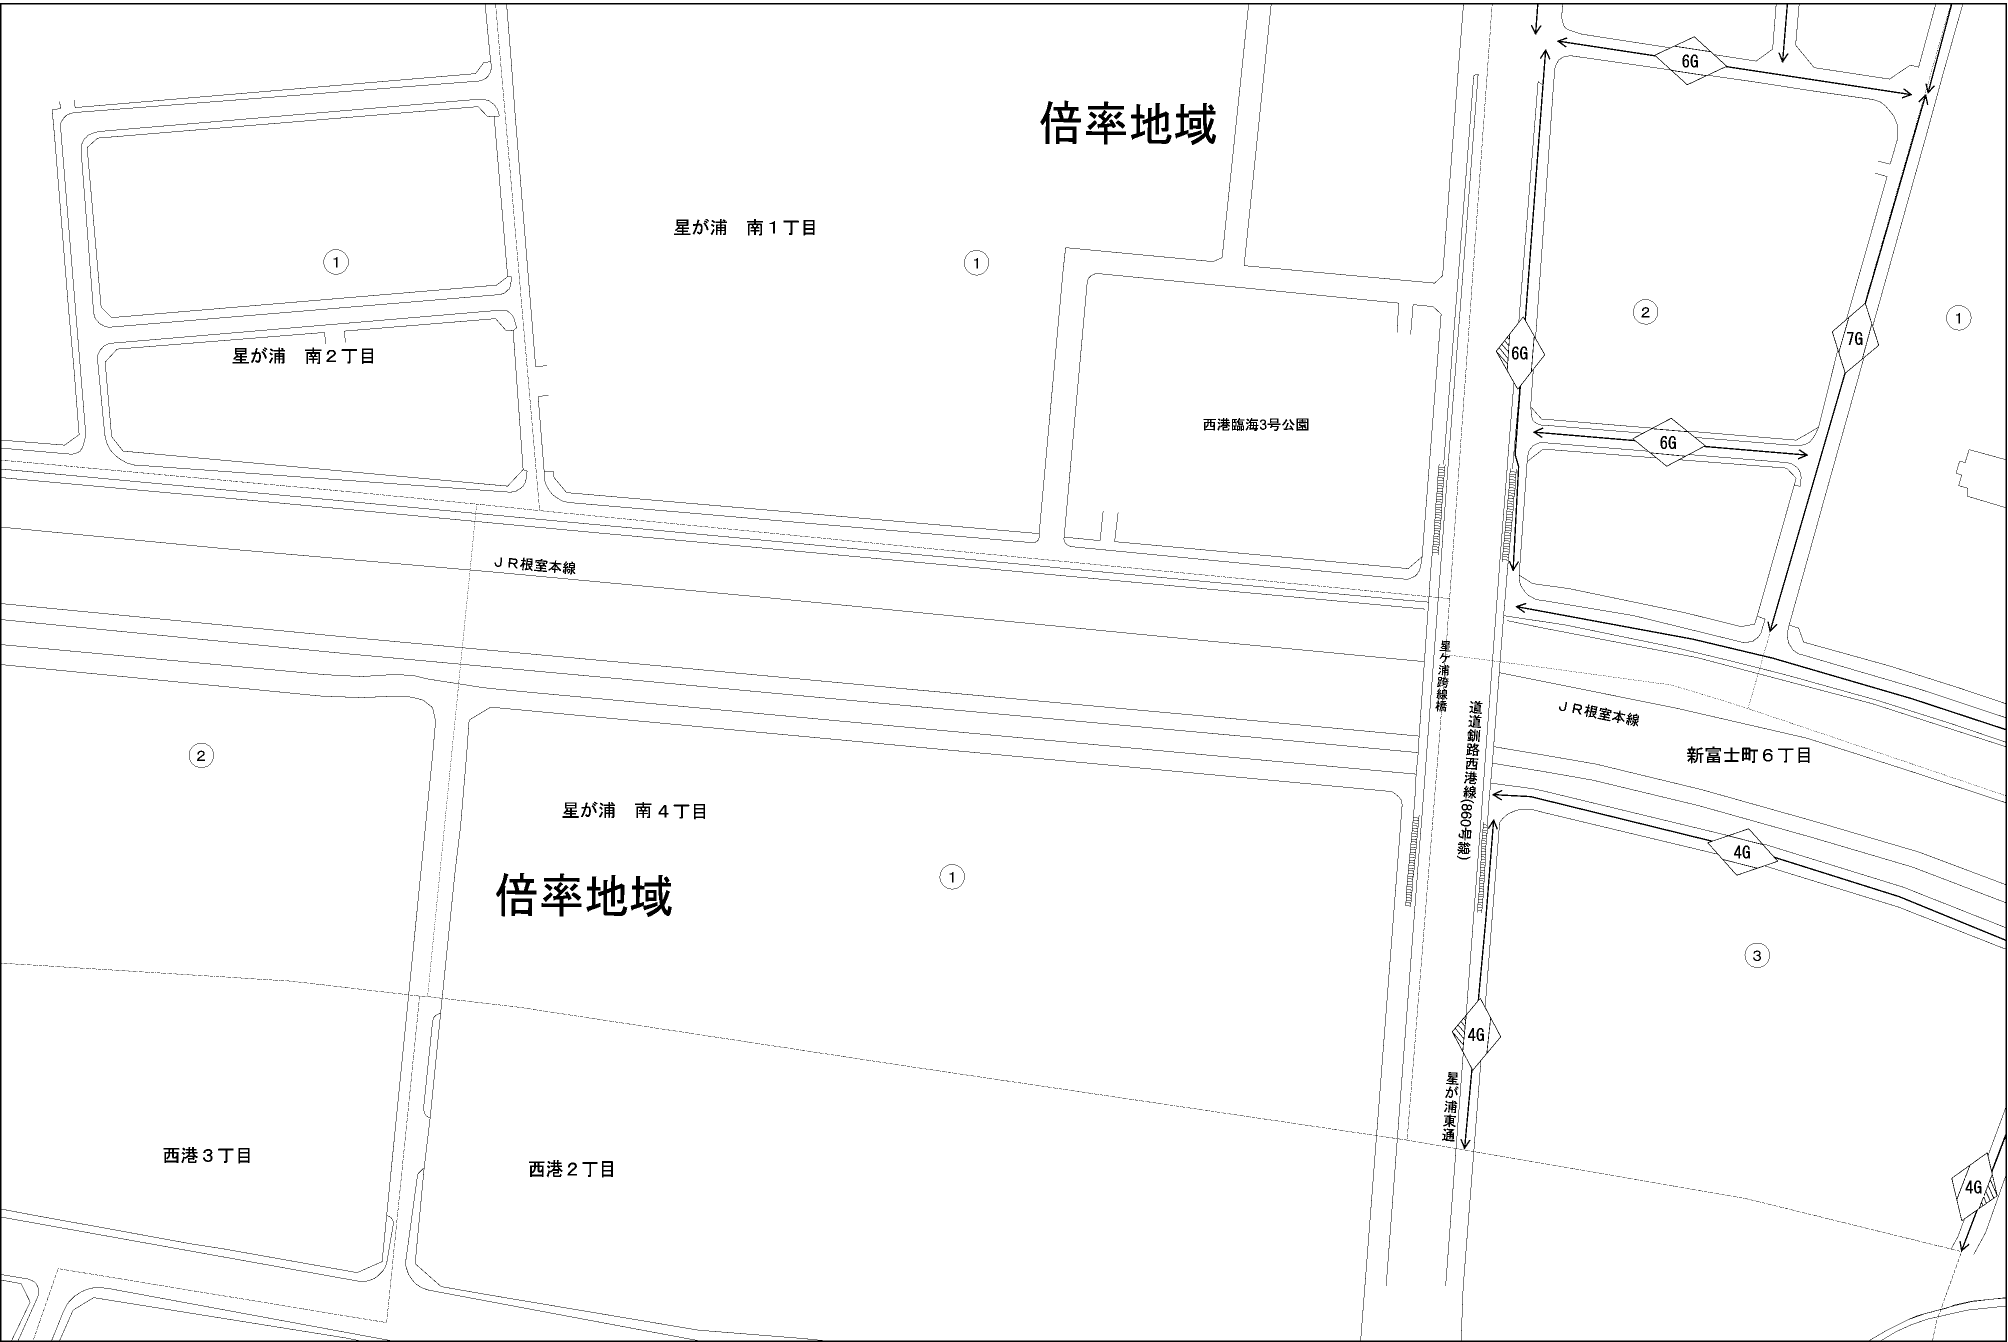 6G
倍率地域
星が浦　南1丁目
①
①
②
①
6G
7G
星が浦　南2丁目
西港臨海3号公園
6G
JR根室本線
星ケ浦跨線橋
道道釧路西港線(860号線)
JR根室本線
新富士町6丁目
②
星が浦　南4丁目
倍率地域
①
4G
③
4G
星が浦東通
西港3丁目
西港2丁目
4G